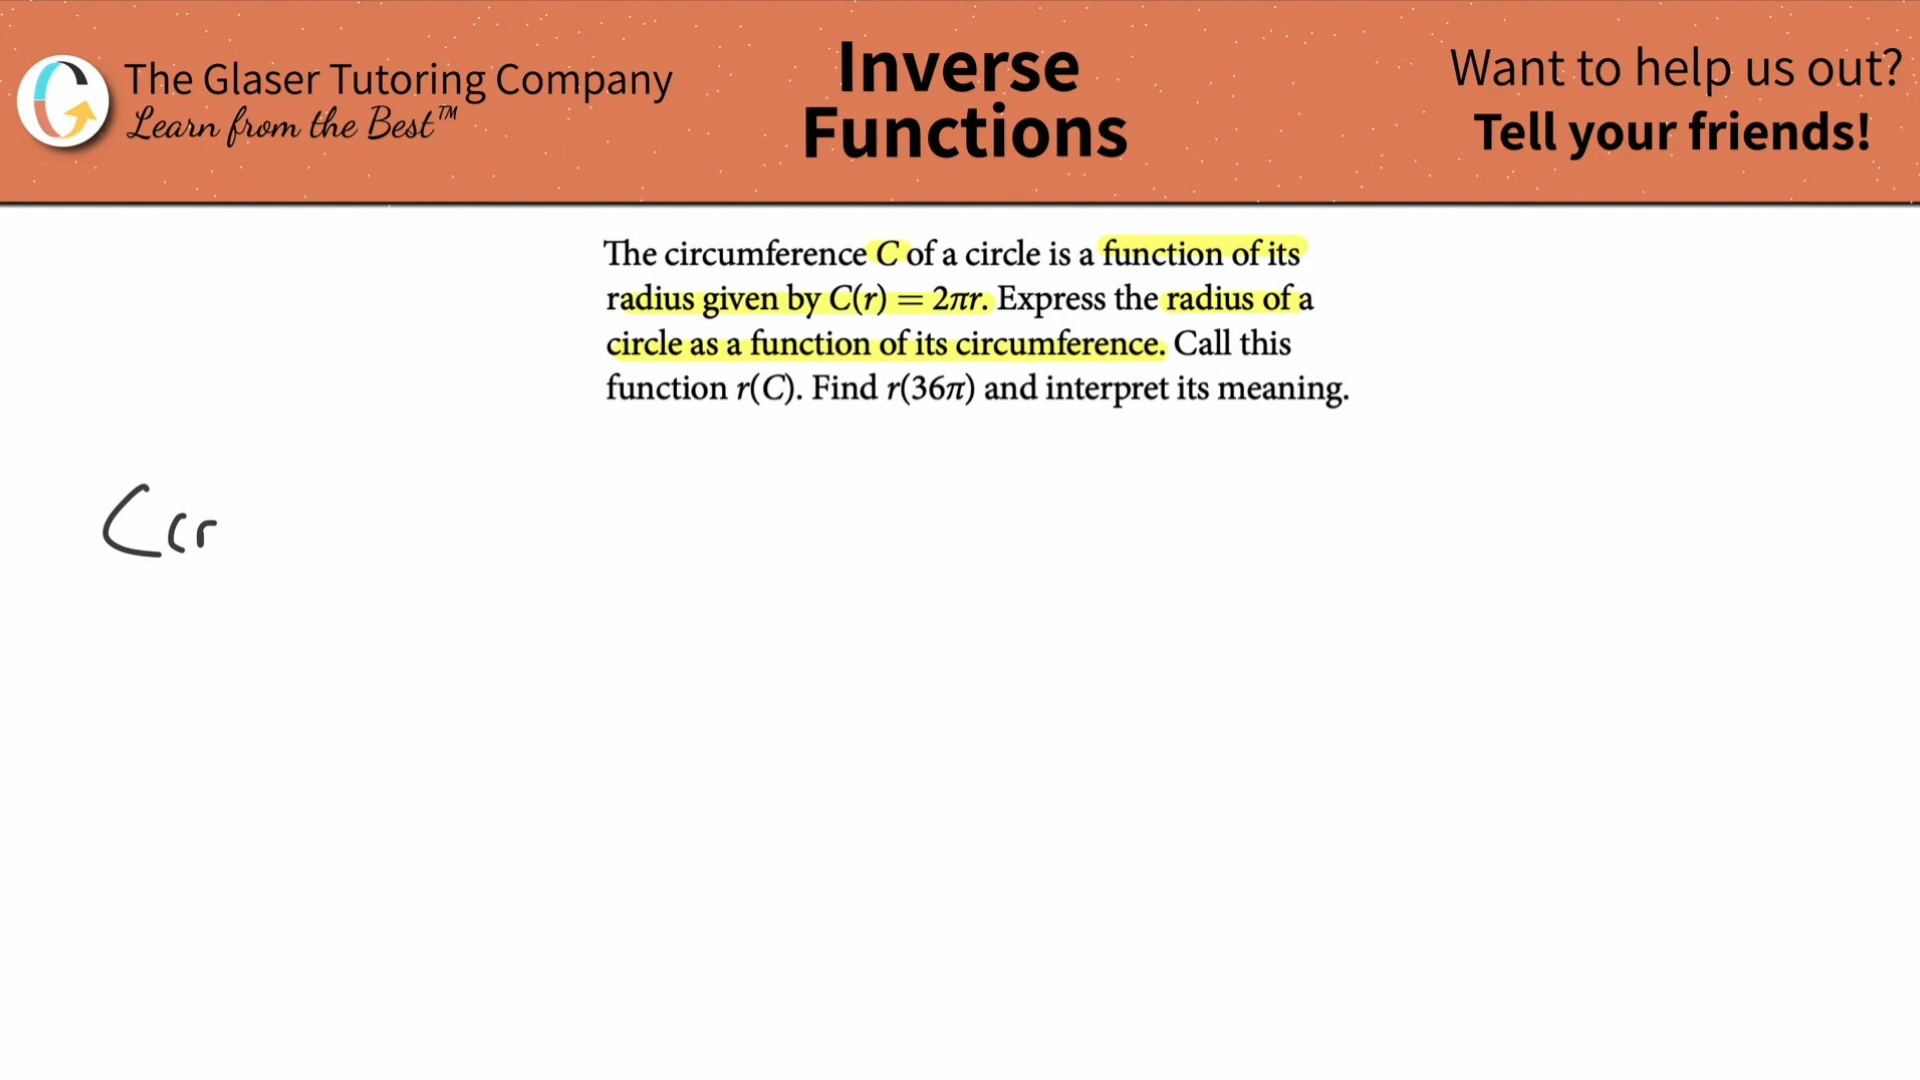 The Glaser Tutoring Company
Learn from the Best™
Inverse
Functions
Want to help us out?
Tell your friends!
The circumference C of a circle is a function of its
radius given by C(r) = 2πr. Express the radius of a
circle as a function of its circumference. Call this
function r(C). Find r(36π) and interpret its meaning.
C(r